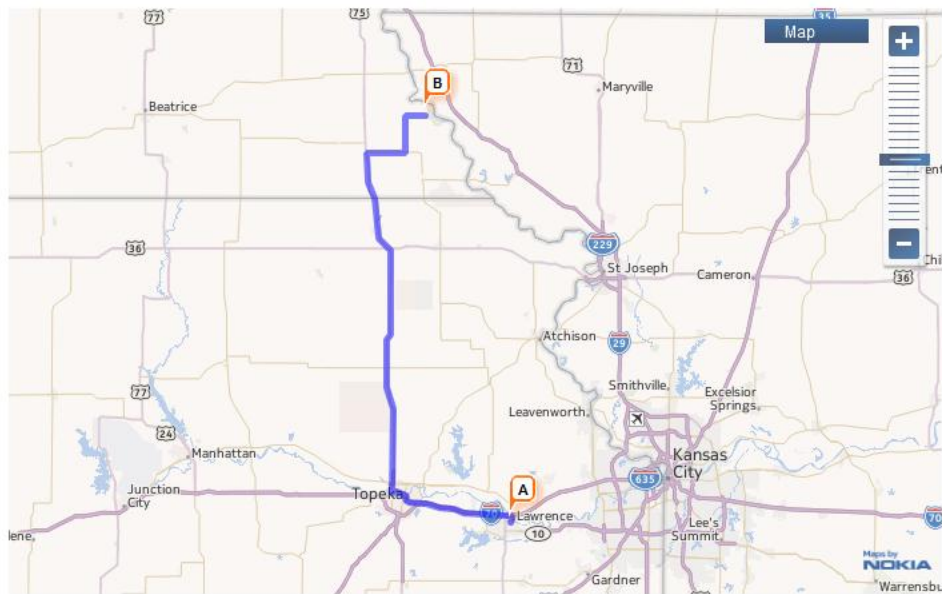 77
75
35
Map
+
B
71
Maryville
Beatrice
36
229
St Joseph
Cameron
36
Atchison
29
Smithville
Excelsior
Springs
77
Leavenworth
24
Manhattan
Kansas
City
635
Junction
City
Topeka
A
70
Lawrence
10
Lee's
Summit
70
Gardner
Maps by
NOKIA